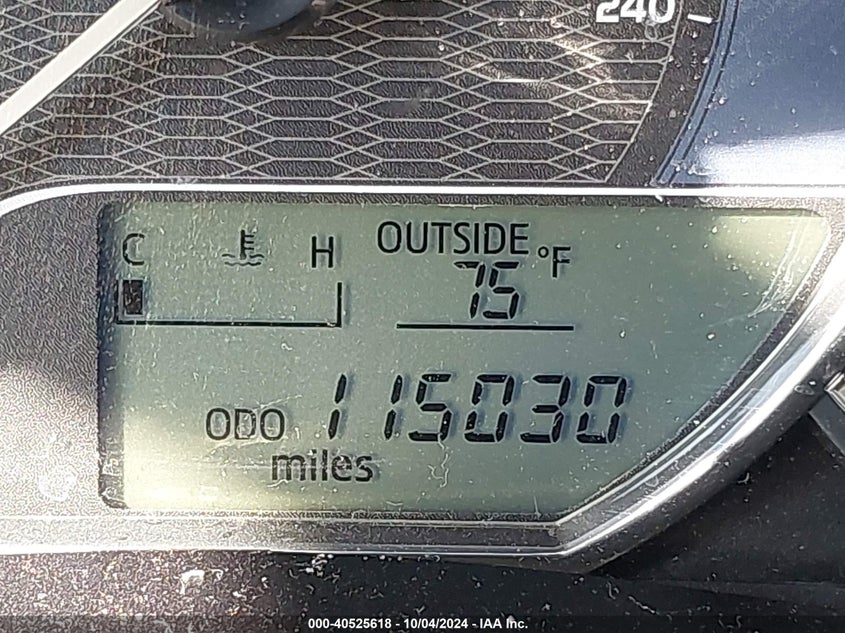 240
C H OUTSIDE °F
75
ODO 115030
miles
000-40525618 - 10/04/2024 - IAA Inc.